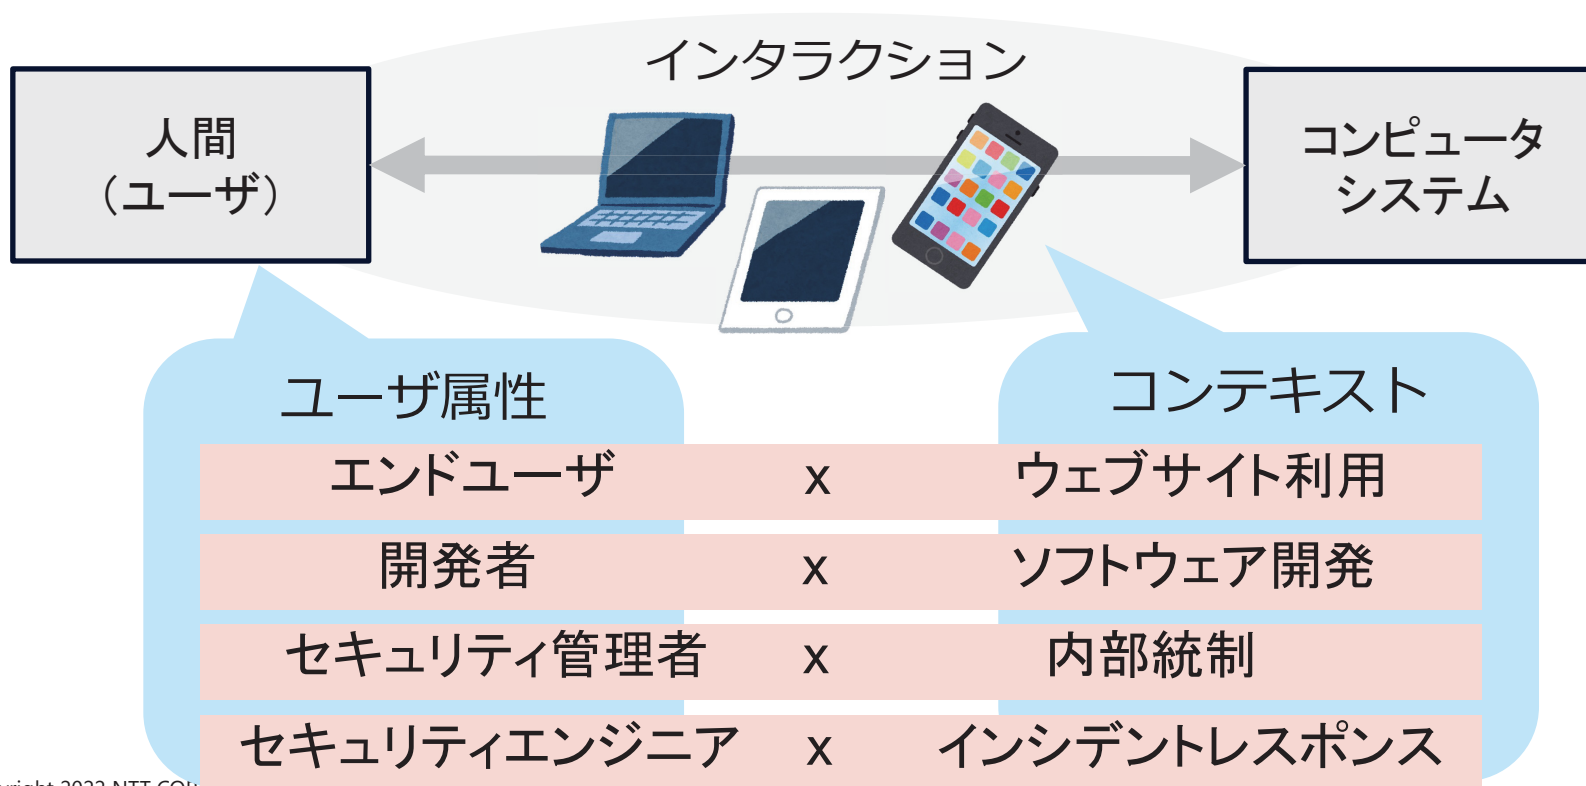 インタラクション
人間
（ユーザ）
コンピュータ
システム
ユーザ属性
コンテキスト
エンドユーザ x ウェブサイト利用
開発者 x ソフトウェア開発
セキュリティ管理者 x 内部統制
セキュリティエンジニア x インシデントレスポンス
2022 NTT